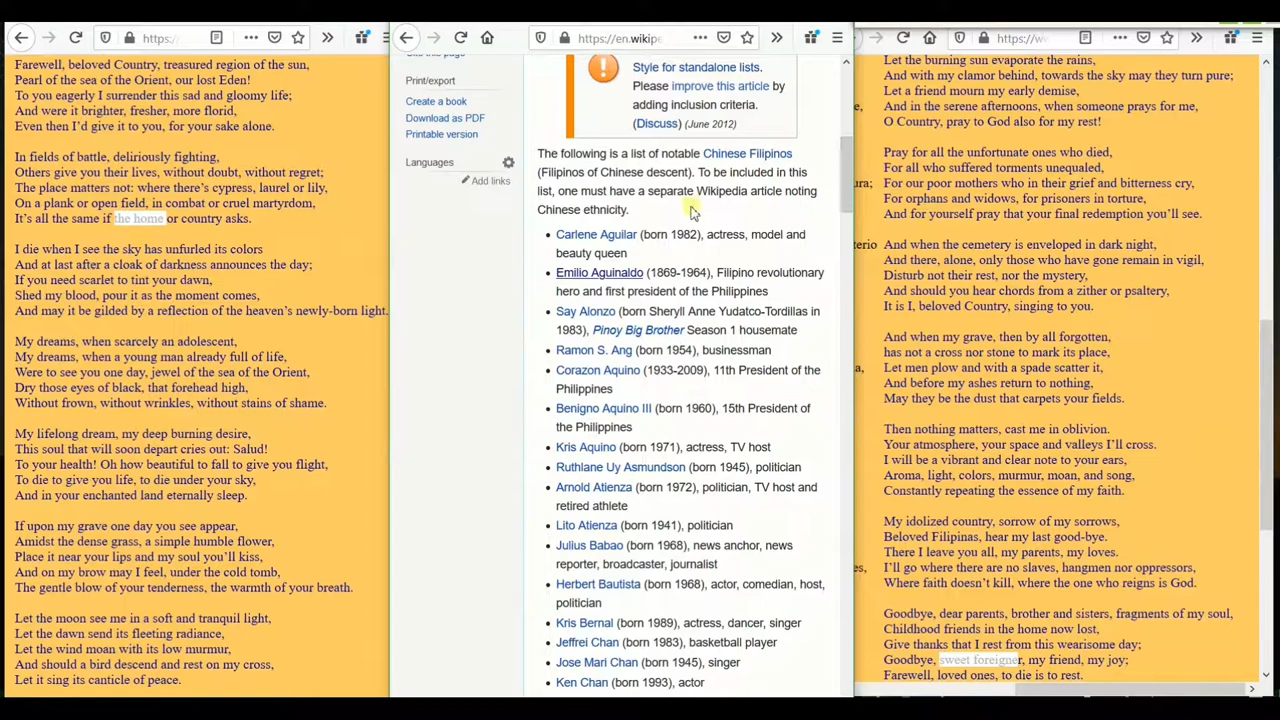 https://
Farewell, beloved Country, treasured region of the sun,
Pearl of the sea of the Orient, our lost Eden!
To you eagerly I surrender this sad and gloomy life;
And were it brighter, fresher, more florid,
Even then I'd give it to you, for your sake alone.
In fields of battle, deliriously fighting,
Others give you their lives, without doubt, without regret;
The place matters not: where there's cypress, laurel or lily,
On a plank or open field, in combat or cruel martyrdom,
It's all the same if the home or country asks.
I die when I see the sky has unfurled its colors
And at last after a cloak of darkness announces the day;
If you need scarlet to tint your dawn,
Shed my blood, pour it as the moment comes,
And may it be gilded by a reflection of the heaven's newly-born light.
My dreams, when scarcely an adolescent,
My dreams, when a young man already full of life,
Were to see you one day, jewel of the sea of the Orient,
Dry those eyes of black, that forehead high,
Without frown, without wrinkles, without stains of shame.
My lifelong dream, my deep burning desire,
This soul that will soon depart cries out: Salud!
To your health! Oh how beautiful to fall to give you flight,
To die to give you life, to die under your sky,
And in your enchanted land eternally sleep.
If upon my grave one day you see appear,
Amidst the dense grass, a simple humble flower,
Place it near your lips and my soul you'll kiss,
And on my brow may I feel, under the cold tomb,
The gentle blow of your tenderness, the warmth of your breath.
Let the moon see me in a soft and tranquil light,
Let the dawn send its fleeting radiance,
Let the wind moan with its low murmur,
And should a bird descend and rest on my cross,
Let it sing its canticle of peace.
https://en.wikipe
Print/export
Create a book
Download as PDF
Printable version
Languages
Add links
Style for standalone lists.
Please improve this article by
adding inclusion criteria.
(Discuss) (June 2012)
The following is a list of notable Chinese Filipinos
(Filipinos of Chinese descent). To be included in this
list, one must have a separate Wikipedia article noting
Chinese ethnicity.
• Carlene Aguilar (born 1982), actress, model and
beauty queen
• Emilio Aguinaldo (1869-1964), Filipino revolutionary
hero and first president of the Philippines
• Say Alonzo (born Sheryll Anne Yudatco-Tordillas in
1983), Pinoy Big Brother Season 1 housemate
• Ramon S. Ang (born 1954), businessman
• Corazon Aquino (1933-2009), 11th President of the
Philippines
• Benigno Aquino III (born 1960), 15th President of
the Philippines
• Kris Aquino (born 1971), actress, TV host
• Ruthlane Uy Asmundson (born 1945), politician
• Arnold Atienza (born 1972), politician, TV host and
retired athlete
• Lito Atienza (born 1941), politician
• Julius Babao (born 1968), news anchor, news
reporter, broadcaster, journalist
• Herbert Bautista (born 1968), actor, comedian, host,
politician
• Kris Bernal (born 1989), actress, dancer, singer
• Jeffrei Chan (born 1983), basketball player
• Jose Mari Chan (born 1945), singer
• Ken Chan (born 1993), actor
https://w
Let the burning sun evaporate the rains,
And with my clamor behind, towards the sky may they turn pure;
Let a friend mourn my early demise,
And in the serene afternoons, when someone prays for me,
O Country, pray to God also for my rest!
Pray for all the unfortunate ones who died,
For all who suffered torments unequaled,
For our poor mothers who in their grief and bitterness cry,
For orphans and widows, for prisoners in torture,
And for yourself pray that your final redemption you'll see.
And when the cemetery is enveloped in dark night,
And there, alone, only those who have gone remain in vigil,
Disturb not their rest, nor the mystery,
And should you hear chords from a zither or psaltery,
It is I, beloved Country, singing to you.
And when my grave, then by all forgotten,
has not a cross nor stone to mark its place,
Let men plow and with a spade scatter it,
And before my ashes return to nothing,
May they be the dust that carpets your fields.
Then nothing matters, cast me in oblivion.
Your atmosphere, your space and valleys I'll cross.
I will be a vibrant and clear note to your ears,
Aroma, light, colors, murmur, moan, and song,
Constantly repeating the essence of my faith.
My idolized country, sorrow of my sorrows,
Beloved Filipinas, hear my last good-bye.
There I leave you all, my parents, my loves.
I'll go where there are no slaves, hangmen nor oppressors,
Where faith doesn't kill, where the one who reigns is God.
Goodbye, dear parents, brother and sisters, fragments of my soul,
Childhood friends in the home now lost,
Give thanks that I rest from this wearisome day;
Goodbye, sweet foreigner, my friend, my joy;
Farewell, loved ones, to die is to rest.